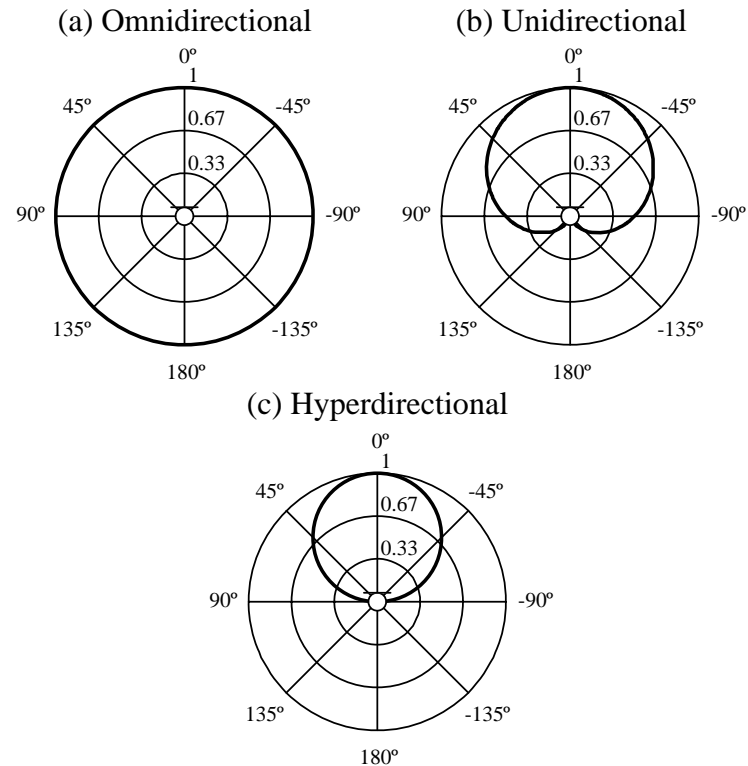 (a) Omnidirectional
0º
1
45º
-45º
0.67
0.33
90º
-90º
135º
-135º
180º
(b) Unidirectional
0º
1
45º
-45º
0.67
0.33
90º
-90º
135º
-135º
180º
(c) Hyperdirectional
0º
1
45º
-45º
0.67
0.33
90º
-90º
135º
-135º
180º